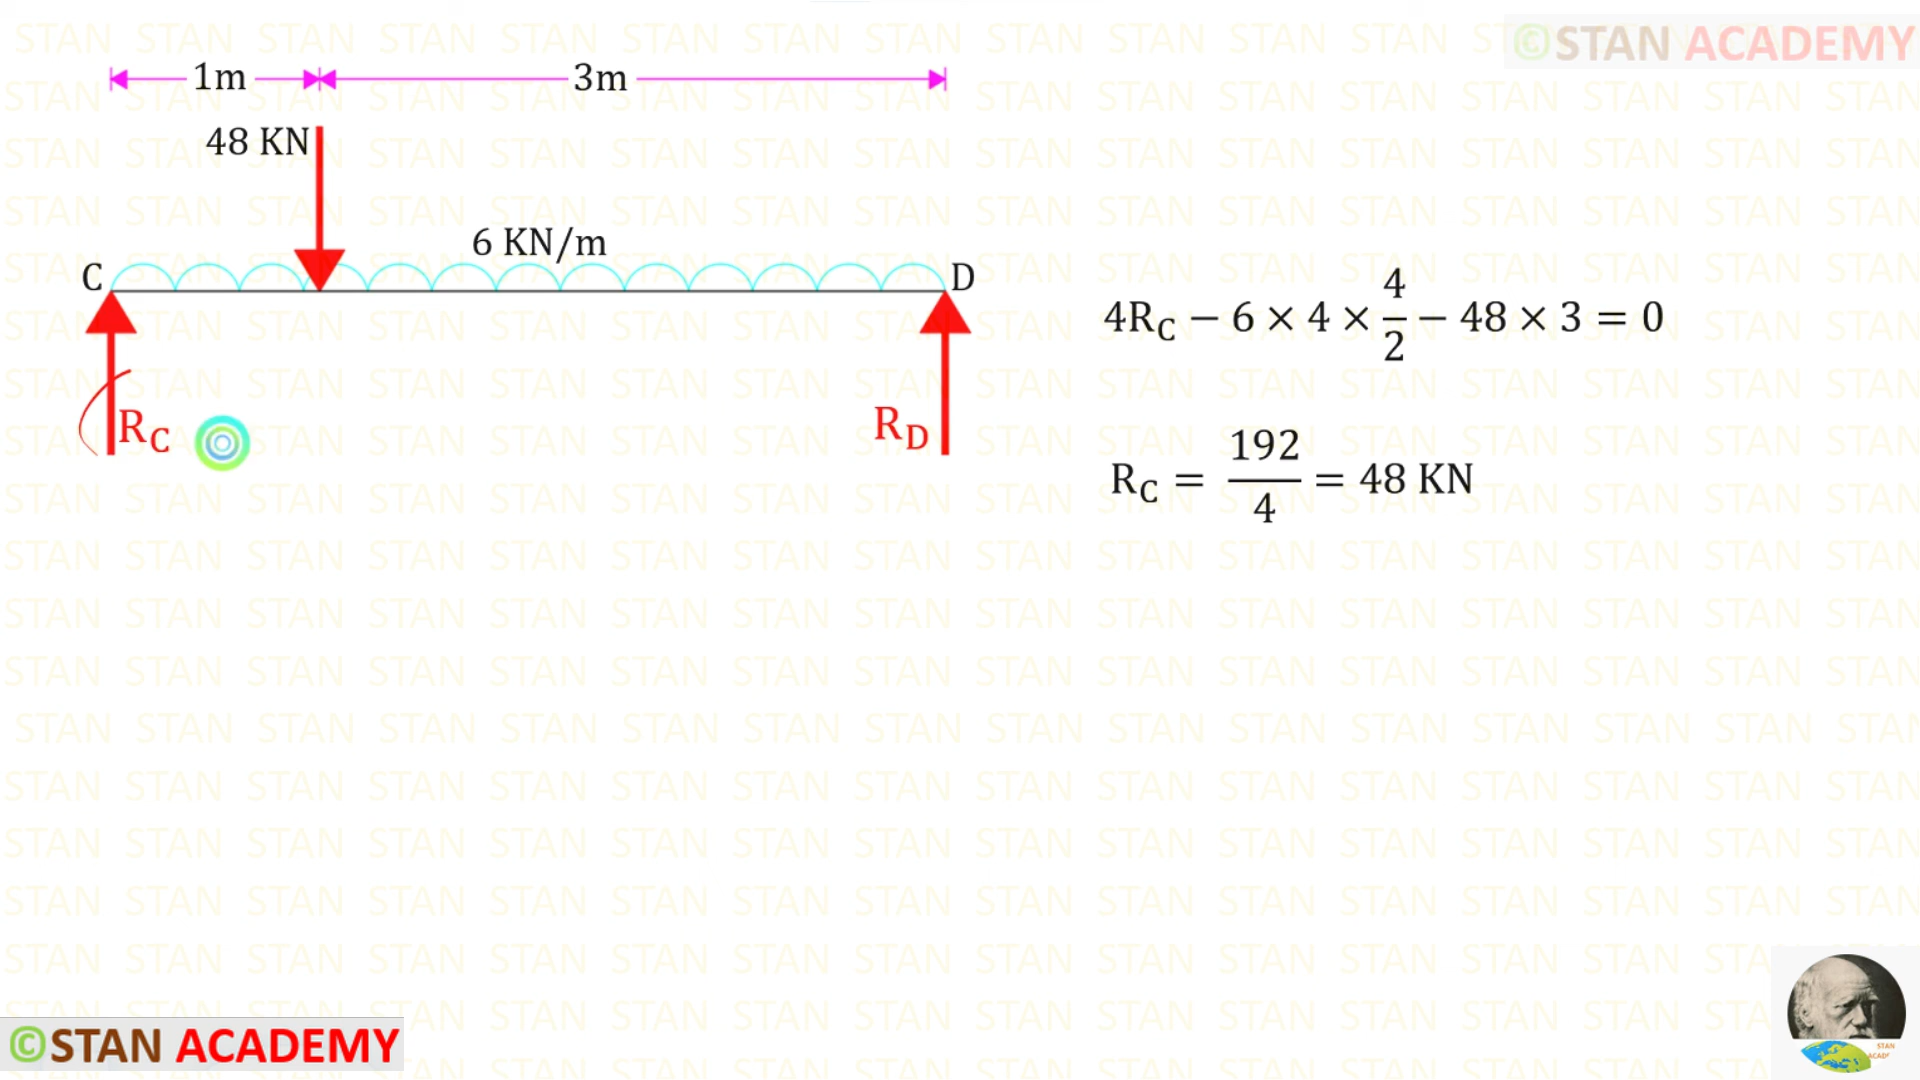 ©STAN ACADEMY
1m 3m
48 KN
6 KN/m
C D
R_C R_D
4R_C − 6 × 4 × 4/2 − 48 × 3 = 0
R_C = 192/4 = 48 KN
©STAN ACADEMY
STAN